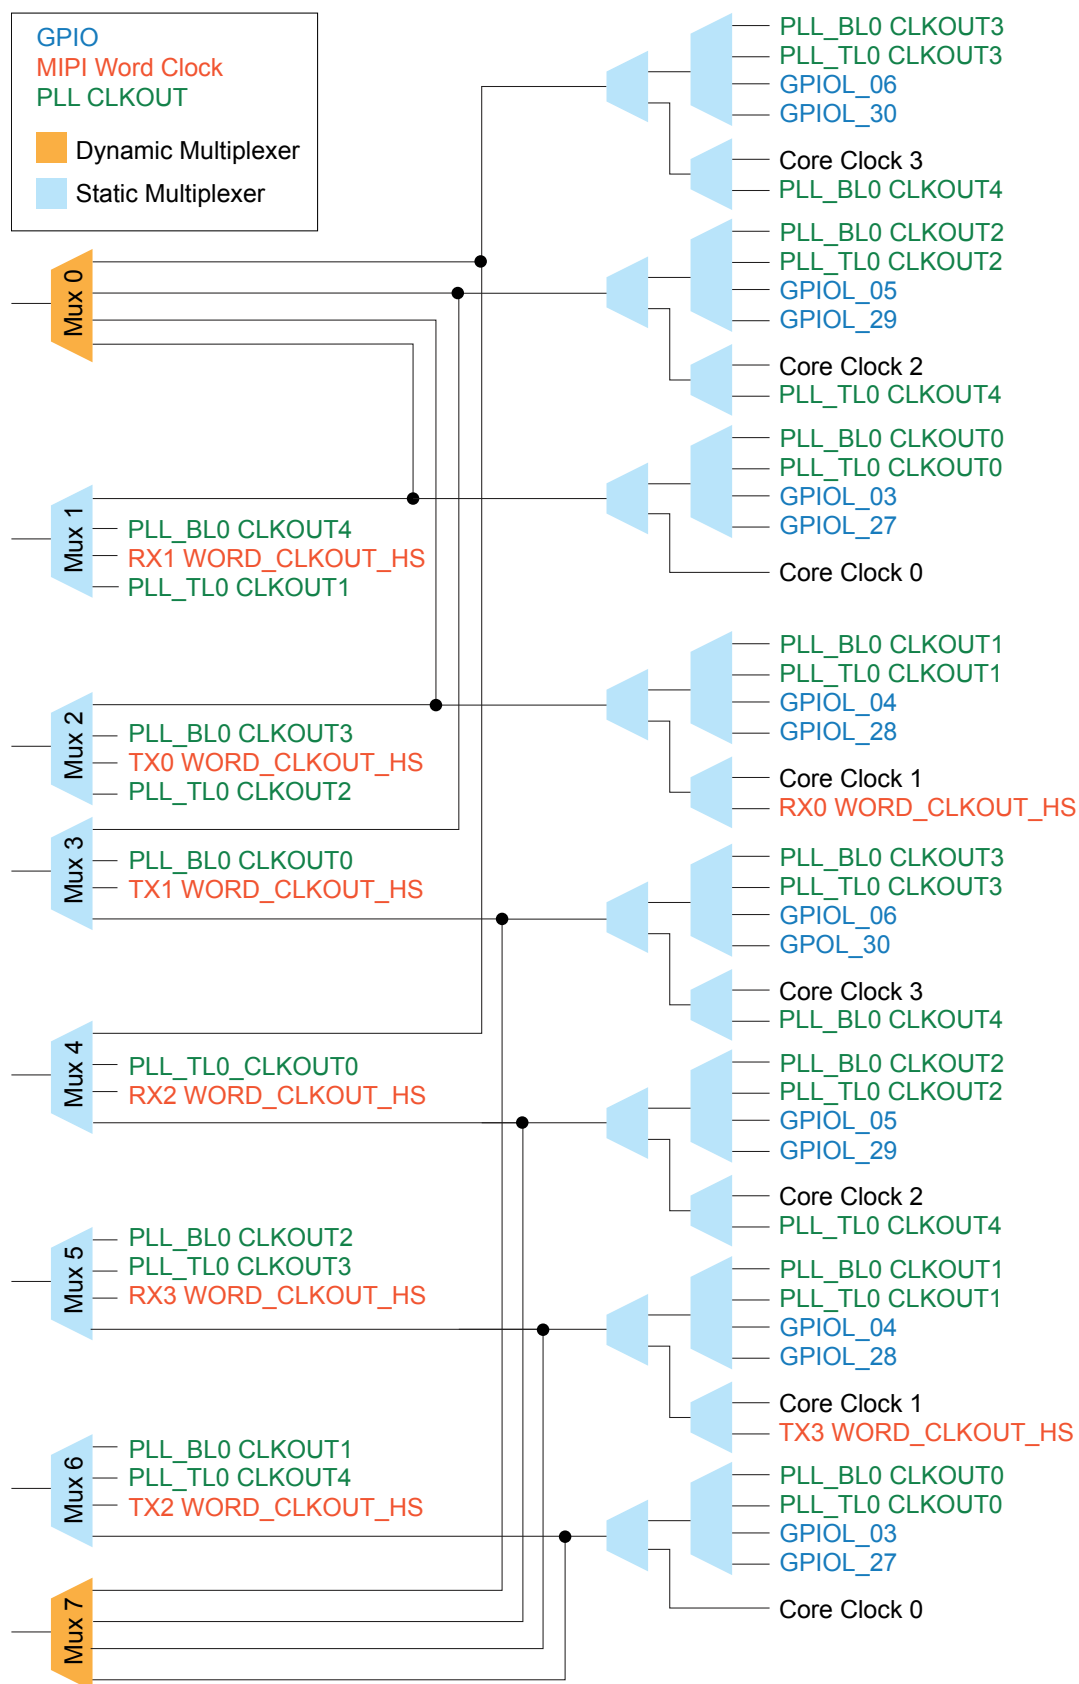 GPIO
MIPI Word Clock
PLL CLKOUT
Dynamic Multiplexer
Static Multiplexer
PLL_BL0 CLKOUT3
PLL_TL0 CLKOUT3
GPIOL_06
GPIOL_30
Core Clock 3
PLL_BL0 CLKOUT4
Mux 0
PLL_BL0 CLKOUT2
PLL_TL0 CLKOUT2
GPIOL_05
GPIOL_29
Core Clock 2
PLL_TL0 CLKOUT4
PLL_BL0 CLKOUT0
PLL_TL0 CLKOUT0
GPIOL_03
GPIOL_27
Core Clock 0
Mux 1
PLL_BL0 CLKOUT4
RX1 WORD_CLKOUT_HS
PLL_TL0 CLKOUT1
PLL_BL0 CLKOUT1
PLL_TL0 CLKOUT1
GPIOL_04
GPIOL_28
Core Clock 1
RX0 WORD_CLKOUT_HS
Mux 2
PLL_BL0 CLKOUT3
TX0 WORD_CLKOUT_HS
PLL_TL0 CLKOUT2
Mux 3
PLL_BL0 CLKOUT0
TX1 WORD_CLKOUT_HS
PLL_BL0 CLKOUT3
PLL_TL0 CLKOUT3
GPIOL_06
GPOL_30
Core Clock 3
PLL_BL0 CLKOUT4
Mux 4
PLL_TL0_CLKOUT0
RX2 WORD_CLKOUT_HS
PLL_BL0 CLKOUT2
PLL_TL0 CLKOUT2
GPIOL_05
GPIOL_29
Core Clock 2
PLL_TL0 CLKOUT4
Mux 5
PLL_BL0 CLKOUT2
PLL_TL0 CLKOUT3
RX3 WORD_CLKOUT_HS
PLL_BL0 CLKOUT1
PLL_TL0 CLKOUT1
GPIOL_04
GPIOL_28
Core Clock 1
TX3 WORD_CLKOUT_HS
Mux 6
PLL_BL0 CLKOUT1
PLL_TL0 CLKOUT4
TX2 WORD_CLKOUT_HS
PLL_BL0 CLKOUT0
PLL_TL0 CLKOUT0
GPIOL_03
GPIOL_27
Core Clock 0
Mux 7